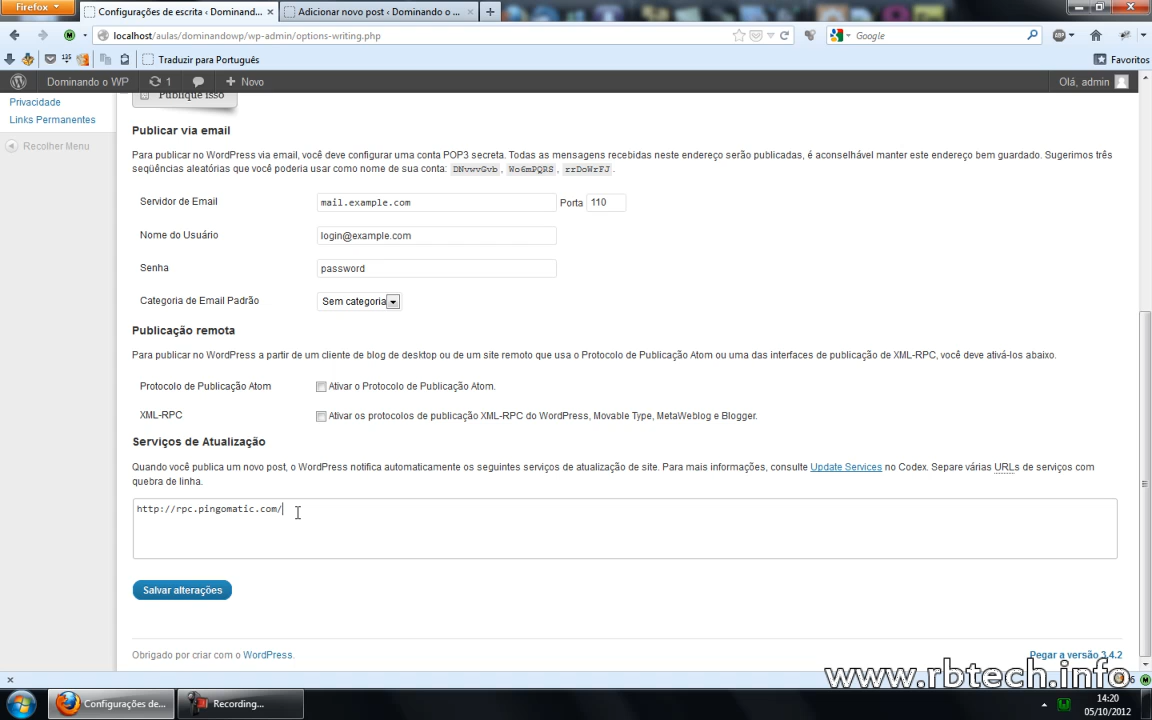 Firefox
Configurações de escrita ‹ Dominand...
Adicionar novo post ‹ Dominando o ...
localhost/aulas/dominandowp/wp-admin/options-writing.php
Google
ABP
123
Traduzir para Português
Favoritos
Dominando o WP
1
Novo
Olá, admin
Privacidade
Links Permanentes
Recolher Menu
Publique isso
Publicar via email
Para publicar no WordPress via email, você deve configurar uma conta POP3 secreta. Todas as mensagens recebidas neste endereço serão publicadas, é aconselhável manter este endereço bem guardado. Sugerimos três
seqüências aleatórias que você poderia usar como nome de sua conta: DNvwvGvb , Wo6mPQRS , rrDoWrFJ .
Servidor de Email
mail.example.com
Porta
110
Nome do Usuário
login@example.com
Senha
password
Categoria de Email Padrão
Sem categoria
Publicação remota
Para publicar no WordPress a partir de um cliente de blog de desktop ou de um site remoto que usa o Protocolo de Publicação Atom ou uma das interfaces de publicação de XML-RPC, você deve ativá-los abaixo.
Protocolo de Publicação Atom
Ativar o Protocolo de Publicação Atom.
XML-RPC
Ativar os protocolos de publicação XML-RPC do WordPress, Movable Type, MetaWeblog e Blogger.
Serviços de Atualização
Quando você publica um novo post, o WordPress notifica automaticamente os seguintes serviços de atualização de site. Para mais informações, consulte Update Services no Codex. Separe várias URLs de serviços com
quebra de linha.
http://rpc.pingomatic.com/
Salvar alterações
Obrigado por criar com o WordPress.
Pegar a versão 3.4.2
www.rbtech.info
6
Configurações de...
Recording...
14:20
05/10/2012